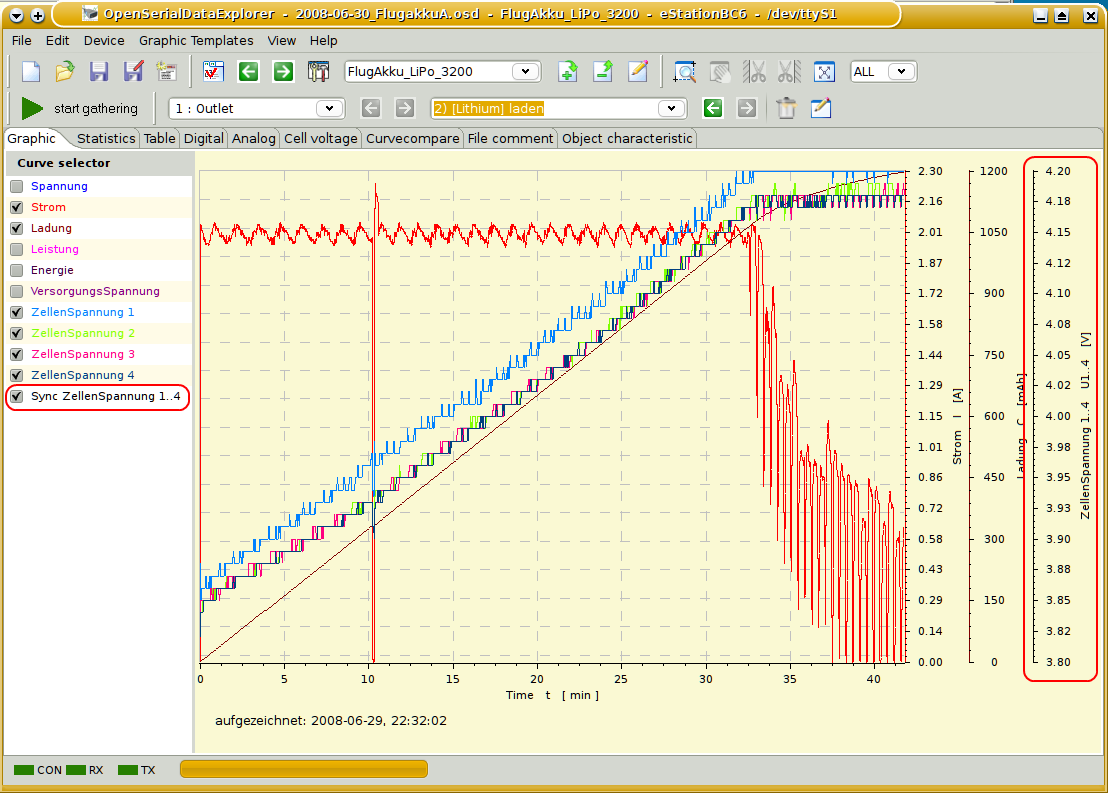 OpenSerialDataExplorer - 2008-06-30_FlugakkuA.osd - FlugAkku_LiPo_3200 - eStationBC6 - /dev/ttyS1
File Edit Device Graphic Templates View Help
FlugAkku_LiPo_3200 ALL
start gathering 1 : Outlet 2) [Lithium] laden
Graphic Statistics Table Digital Analog Cell voltage Curvecompare File comment Object characteristic
Curve selector
Spannung
Strom
Ladung
Leistung
Energie
VersorgungsSpannung
ZellenSpannung 1
ZellenSpannung 2
ZellenSpannung 3
ZellenSpannung 4
Sync ZellenSpannung 1..4
2.30 1200 4.20
2.16 4.18
2.01 1050 4.15
1.87 4.12
1.72 900 4.10
1.58 4.08
1.44 750 4.05
1.29 4.02
1.15 600 4.00
1.01 3.98
0.86 450 3.95
0.72 3.93
0.58 300 3.90
0.43 3.88
0.29 150 3.85
0.14 3.82
0.00 0 3.80
Strom I [A]
Ladung C [mAh]
ZellenSpannung 1..4 U1..4 [V]
0 5 10 15 20 25 30 35 40
Time t [ min ]
aufgezeichnet: 2008-06-29, 22:32:02
CON RX TX